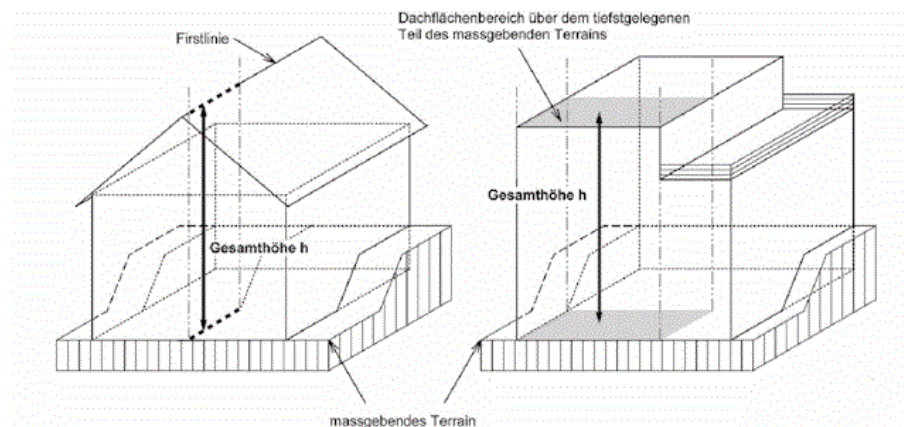 Dachflächenbereich über dem tiefstgelegenen
Teil des massgebenden Terrains
Firstlinie
Gesamthöhe h
Gesamthöhe h
massgebendes Terrain